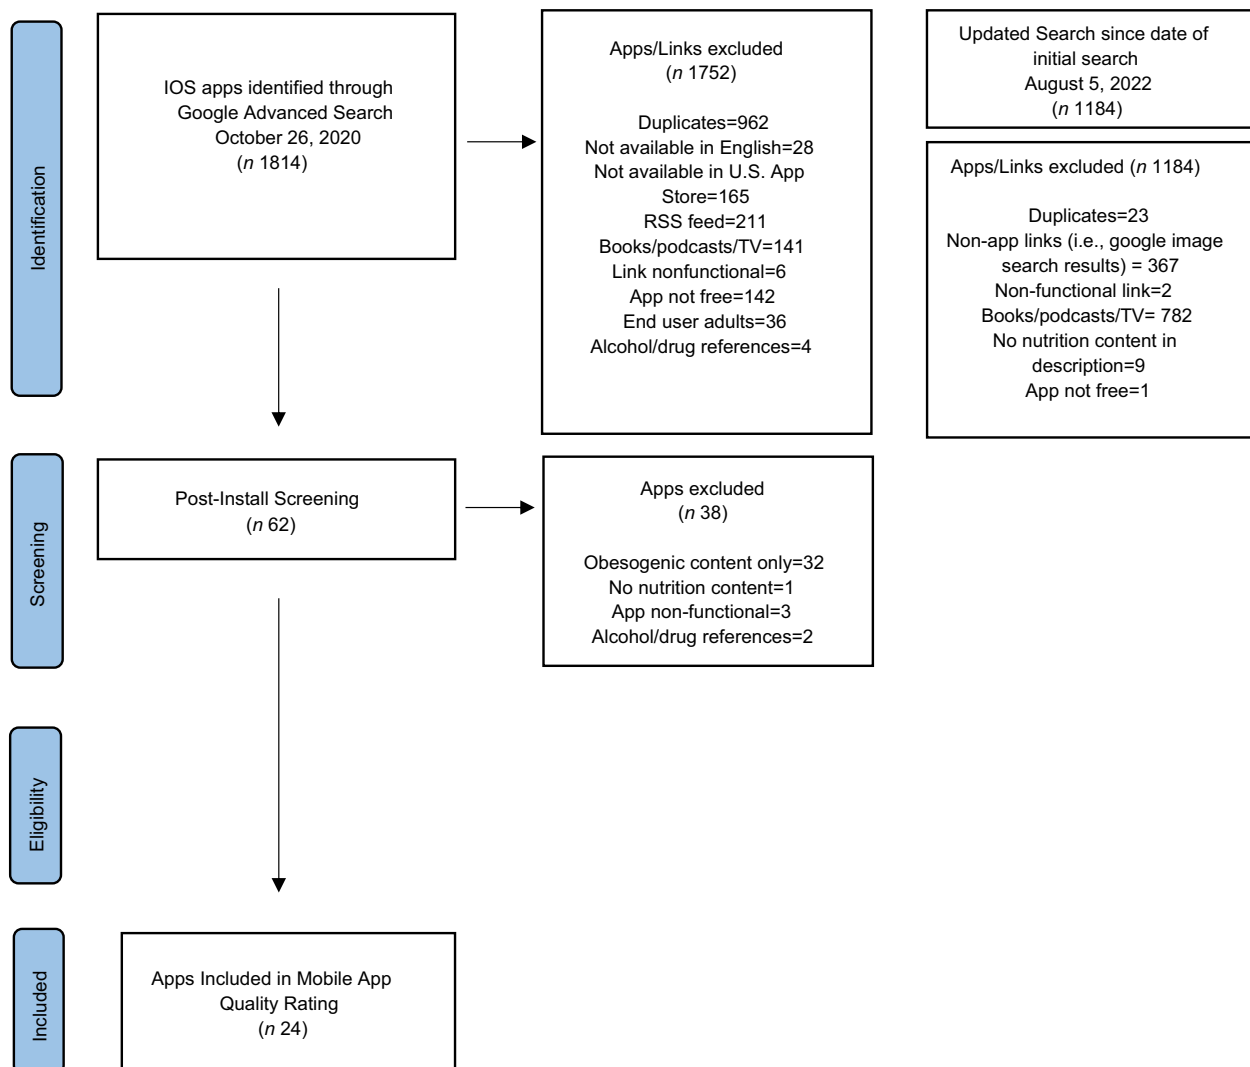 Identification
IOS apps identified through
Google Advanced Search
October 26, 2020
(n 1814)
Apps/Links excluded
(n 1752)
Duplicates=962
Not available in English=28
Not available in U.S. App
Store=165
RSS feed=211
Books/podcasts/TV=141
Link nonfunctional=6
App not free=142
End user adults=36
Alcohol/drug references=4
Updated Search since date of
initial search
August 5, 2022
(n 1184)
Apps/Links excluded (n 1184)
Duplicates=23
Non-app links (i.e., google image
search results) = 367
Non-functional link=2
Books/podcasts/TV= 782
No nutrition content in
description=9
App not free=1
Screening
Post-Install Screening
(n 62)
Apps excluded
(n 38)
Obesogenic content only=32
No nutrition content=1
App non-functional=3
Alcohol/drug references=2
Eligibility
Included
Apps Included in Mobile App
Quality Rating
(n 24)